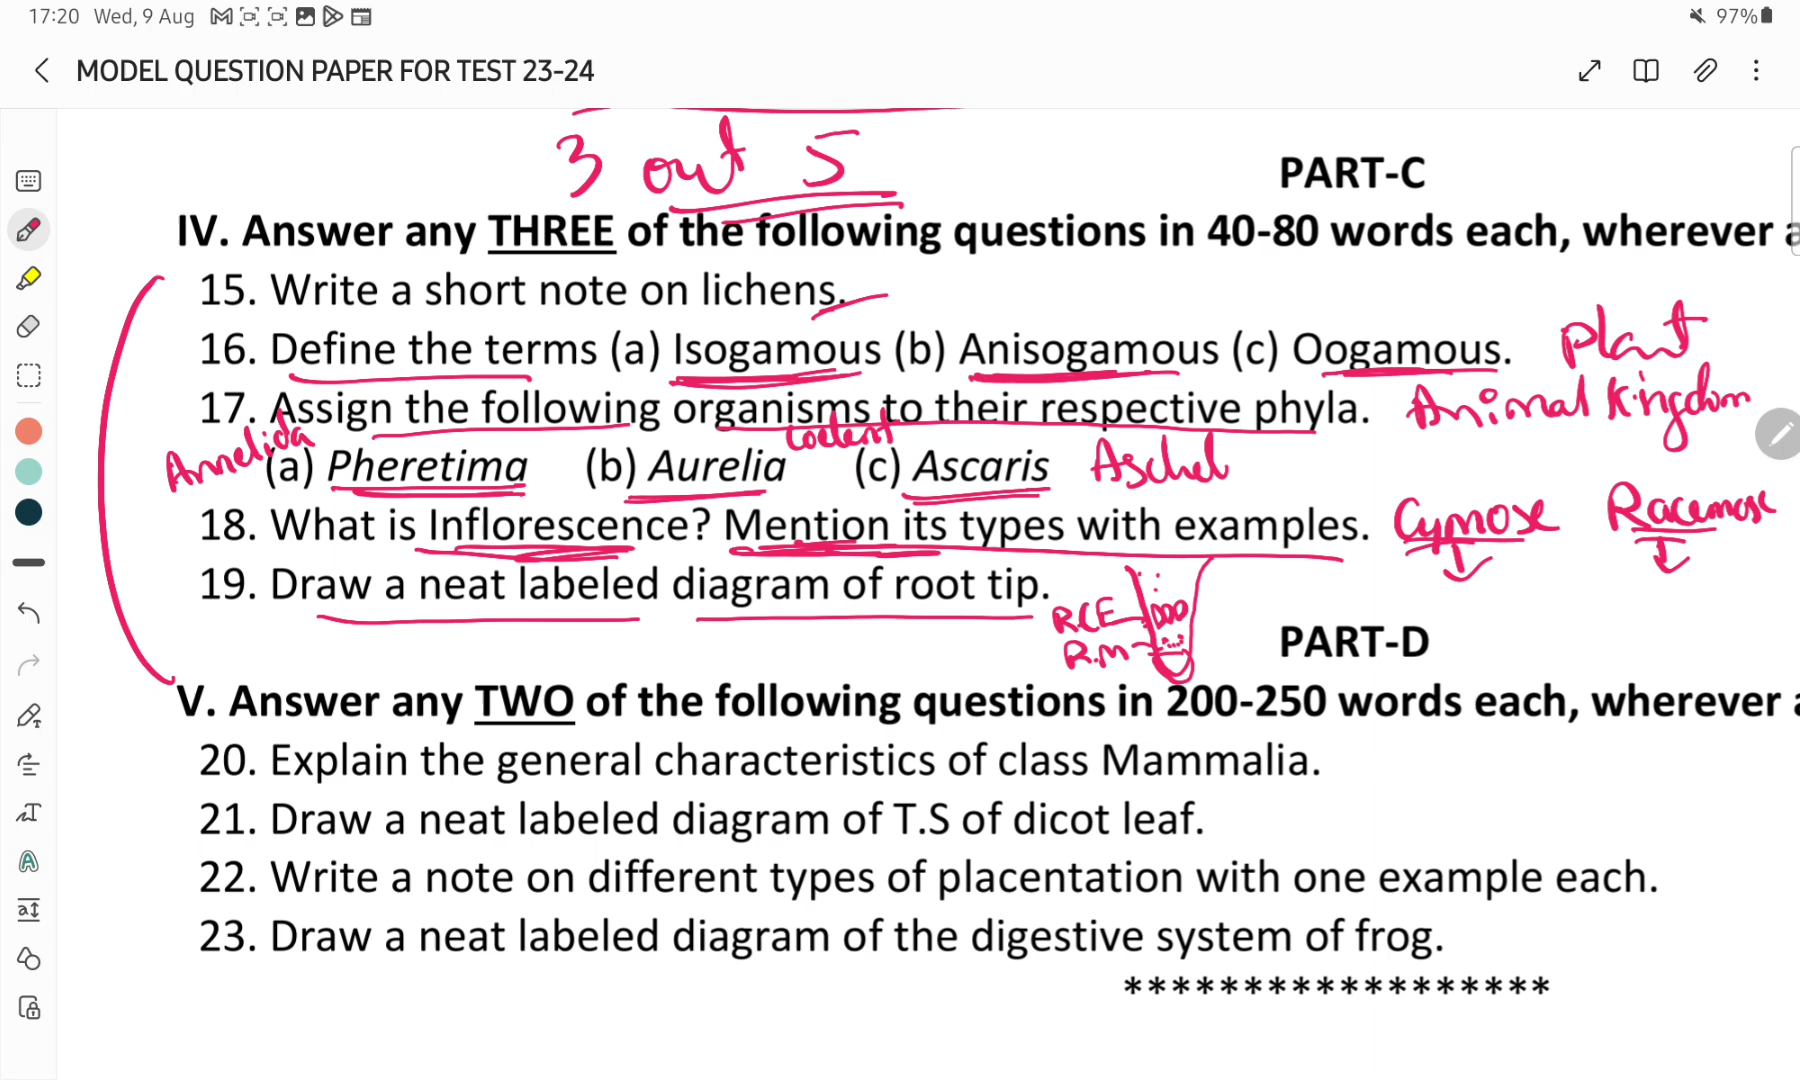 17:20 Wed, 9 Aug 97%
MODEL QUESTION PAPER FOR TEST 23-24
3 out 5
PART-C
IV. Answer any THREE of the following questions in 40-80 words each, wherever a
15. Write a short note on lichens.
16. Define the terms (a) Isogamous (b) Anisogamous (c) Oogamous. Plant
17. Assign the following organisms to their respective phyla. Animal Kingdom
Annelida Coelent
(a) Pheretima (b) Aurelia (c) Ascaris Aschel
18. What is Inflorescence? Mention its types with examples. Cymose Racemose
19. Draw a neat labeled diagram of root tip.
RCE
R.M
PART-D
V. Answer any TWO of the following questions in 200-250 words each, wherever a
20. Explain the general characteristics of class Mammalia.
21. Draw a neat labeled diagram of T.S of dicot leaf.
22. Write a note on different types of placentation with one example each.
23. Draw a neat labeled diagram of the digestive system of frog.
******************